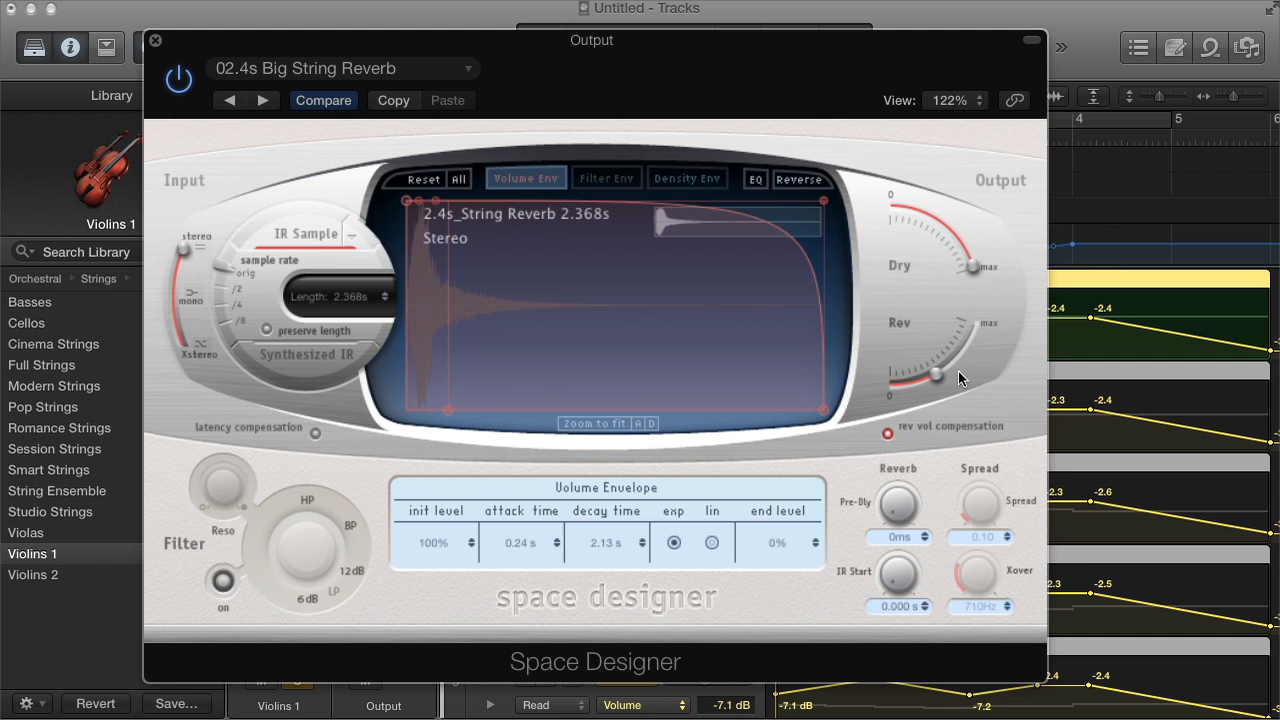 Untitled - Tracks
Output
02.4s Big String Reverb
Compare
Copy
Paste
View:
122%
Library
Violins 1
Search Library
Orchestral
Strings
Basses
Cellos
Cinema Strings
Full Strings
Modern Strings
Pop Strings
Romance Strings
Session Strings
Smart Strings
String Ensemble
Studio Strings
Violas
Violins 1
Violins 2
Revert
Save...
Input
Output
Reset
All
Volume Env
Filter Env
Density Env
EQ
Reverse
2.4s_String Reverb 2.368s
Stereo
IR Sample
sample rate
orig
/2
/4
/8
Length: 2.368s
preserve length
Synthesized IR
stereo
mono
Xstereo
latency compensation
Zoom to fit
A
D
0
Dry
max
Rev
max
0
rev vol compensation
Reso
Filter
on
HP
BP
12dB
LP
6dB
Volume Envelope
init level
attack time
decay time
exp
lin
end level
100%
0.24 s
2.13 s
0%
Reverb
Spread
Pre-Dly
0ms
Spread
0.10
IR Start
0.000 s
Xover
710Hz
space designer
Space Designer
4
5
6
-2.4
-2.4
-2.3
-2.4
-2.3
-2.6
2.3
-2.5
2.4
-2.4
-7.1 dB
-7.2
Violins 1
Output
Read
Volume
-7.1 dB